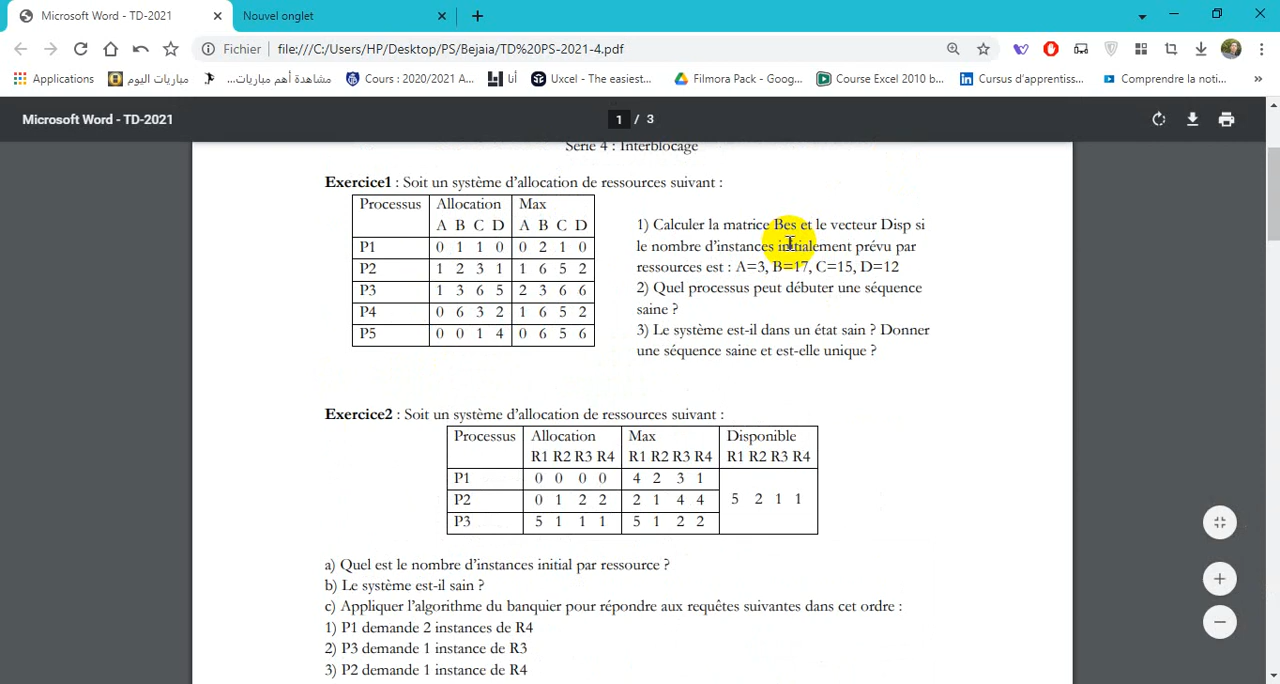 Microsoft Word - TD-2021
Nouvel onglet
Fichier
file:///C:/Users/HP/Desktop/PS/Bejaia/TD%20PS-2021-4.pdf
Applications
مباريات اليوم
مشاهدة أهم مباريات...
Cours : 2020/2021 A...
أنا
Uxcel - The easiest...
Filmora Pack - Goog...
Course Excel 2010 b...
Cursus d'apprentiss...
Comprendre la noti...
»
Microsoft Word - TD-2021
1 / 3
Serie 4 : Interblocage
Exercice1 : Soit un système d'allocation de ressources suivant :
Processus Allocation Max
A B C D A B C D
P1 0 1 1 0 0 2 1 0
P2 1 2 3 1 1 6 5 2
P3 1 3 6 5 2 3 6 6
P4 0 6 3 2 1 6 5 2
P5 0 0 1 4 0 6 5 6
1) Calculer la matrice Bes et le vecteur Disp si
le nombre d'instances initialement prévu par
ressources est : A=3, B=17, C=15, D=12
2) Quel processus peut débuter une séquence
saine ?
3) Le système est-il dans un état sain ? Donner
une séquence saine et est-elle unique ?
Exercice2 : Soit un système d'allocation de ressources suivant :
Processus Allocation Max Disponible
R1 R2 R3 R4 R1 R2 R3 R4 R1 R2 R3 R4
P1 0 0 0 0 4 2 3 1
P2 0 1 2 2 2 1 4 4 5 2 1 1
P3 5 1 1 1 5 1 2 2
a) Quel est le nombre d'instances initial par ressource ?
b) Le système est-il sain ?
c) Appliquer l'algorithme du banquier pour répondre aux requêtes suivantes dans cet ordre :
1) P1 demande 2 instances de R4
2) P3 demande 1 instance de R3
3) P2 demande 1 instance de R4